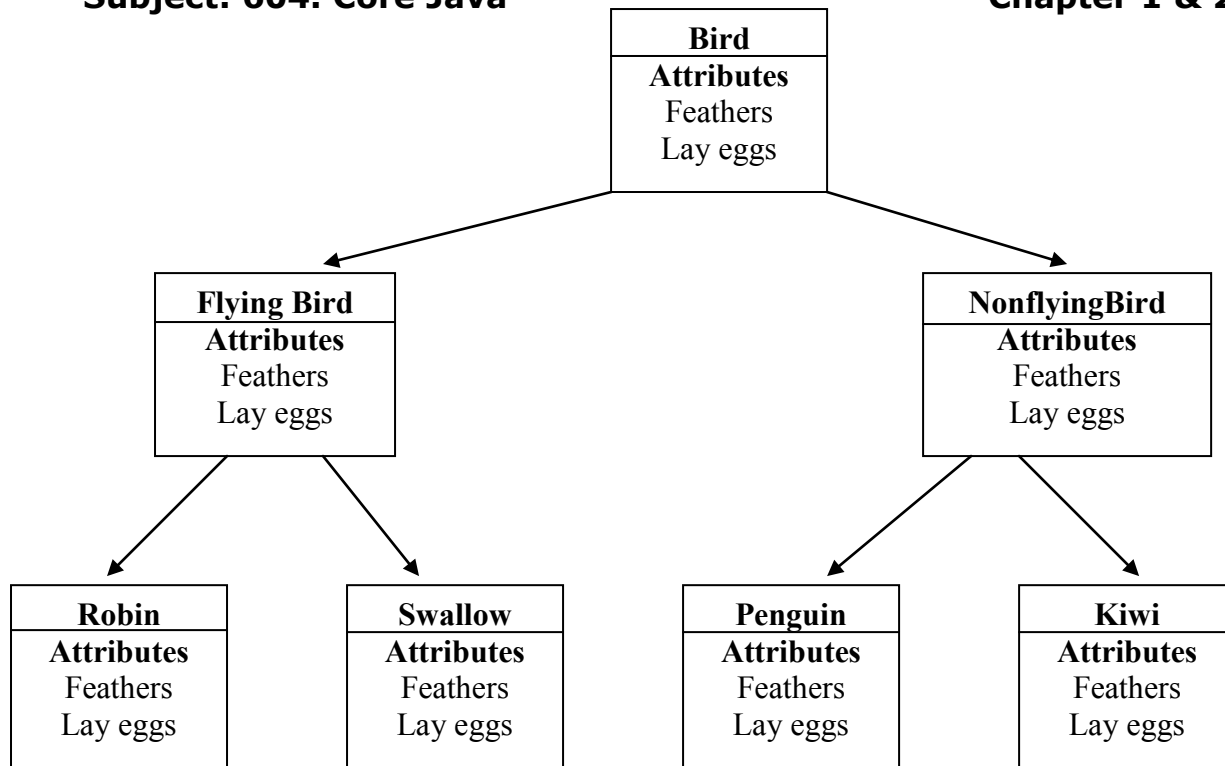 Subject: 604: Core Java Chapter 1 &
Bird
Attributes
Feathers
Lay eggs
Flying Bird
Attributes
Feathers
Lay eggs
NonflyingBird
Attributes
Feathers
Lay eggs
Robin
Attributes
Feathers
Lay eggs
Swallow
Attributes
Feathers
Lay eggs
Penguin
Attributes
Feathers
Lay eggs
Kiwi
Attributes
Feathers
Lay eggs